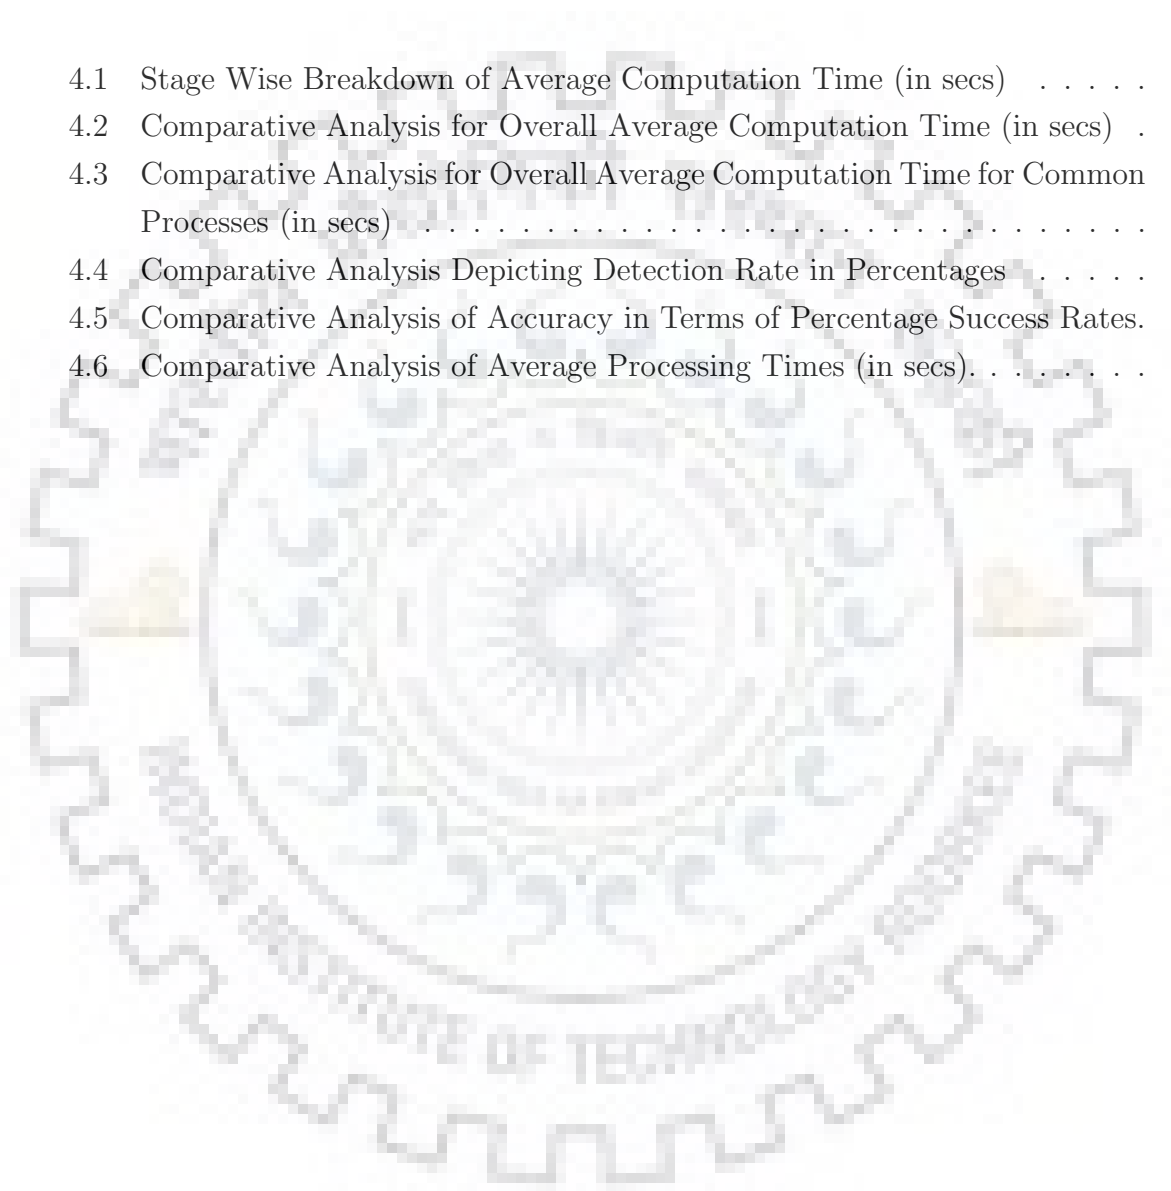 4.1 Stage Wise Breakdown of Average Computation Time (in secs) . . . . .
4.2 Comparative Analysis for Overall Average Computation Time (in secs) .
4.3 Comparative Analysis for Overall Average Computation Time for Common
Processes (in secs) . . . . . . . . . . . . . . . . . . . . . . . .
4.4 Comparative Analysis Depicting Detection Rate in Percentages . . . . .
4.5 Comparative Analysis of Accuracy in Terms of Percentage Success Rates.
4.6 Comparative Analysis of Average Processing Times (in secs). . . . . . . .
INSTITUTE OF TECHNOLOGY